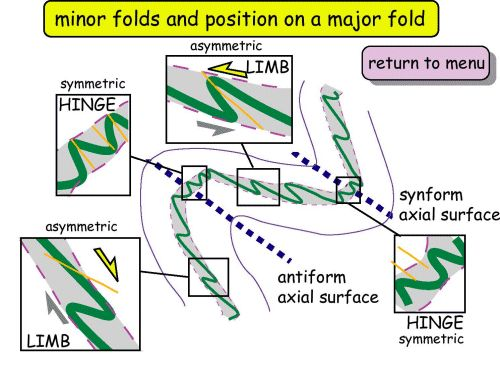 minor folds and position on a major fold
asymmetric
LIMB
return to menu
symmetric
HINGE
synform
axial surface
asymmetric
antiform
axial surface
LIMB
HINGE
symmetric